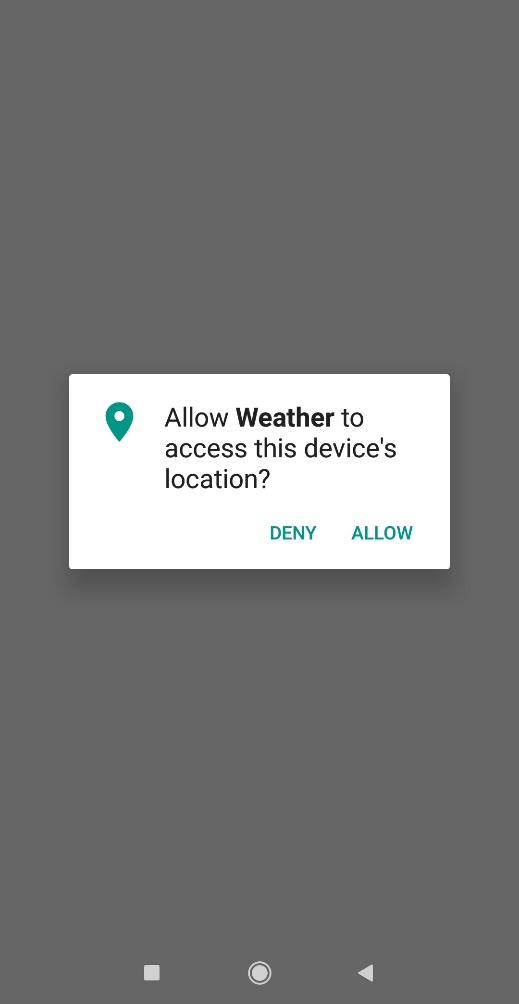 Allow Weather to
access this device's
location?
DENY ALLOW